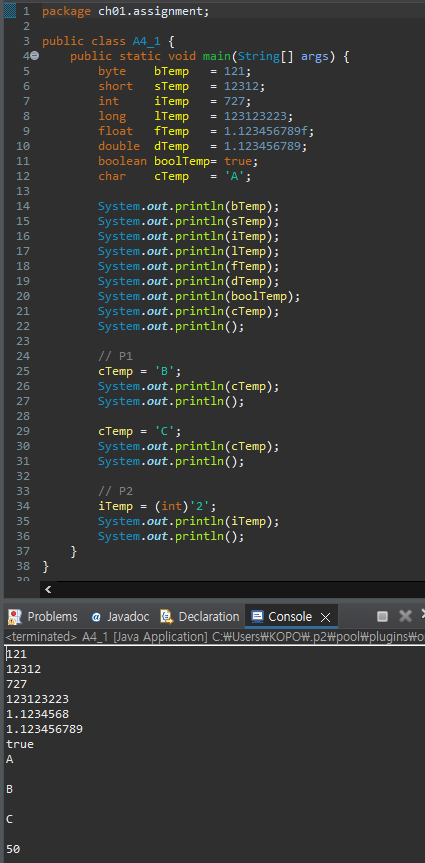 1 package ch01.assignment;
2
3 public class A4_1 {
4 public static void main(String[] args) {
5 byte bTemp = 121;
6 short sTemp = 12312;
7 int iTemp = 727;
8 long lTemp = 123123223;
9 float fTemp = 1.123456789f;
10 double dTemp = 1.123456789;
11 boolean boolTemp= true;
12 char cTemp = 'A';
13
14 System.out.println(bTemp);
15 System.out.println(sTemp);
16 System.out.println(iTemp);
17 System.out.println(lTemp);
18 System.out.println(fTemp);
19 System.out.println(dTemp);
20 System.out.println(boolTemp);
21 System.out.println(cTemp);
22 System.out.println();
23
24 // P1
25 cTemp = 'B';
26 System.out.println(cTemp);
27 System.out.println();
28
29 cTemp = 'C';
30 System.out.println(cTemp);
31 System.out.println();
32
33 // P2
34 iTemp = (int)'2';
35 System.out.println(iTemp);
36 System.out.println();
37 }
38 }
Problems @ Javadoc Declaration Console
<terminated> A4_1 [Java Application] C:₩Users₩KOPO₩.p2₩pool₩plugins₩o
121
12312
727
123123223
1.1234568
1.123456789
true
A
B
C
50